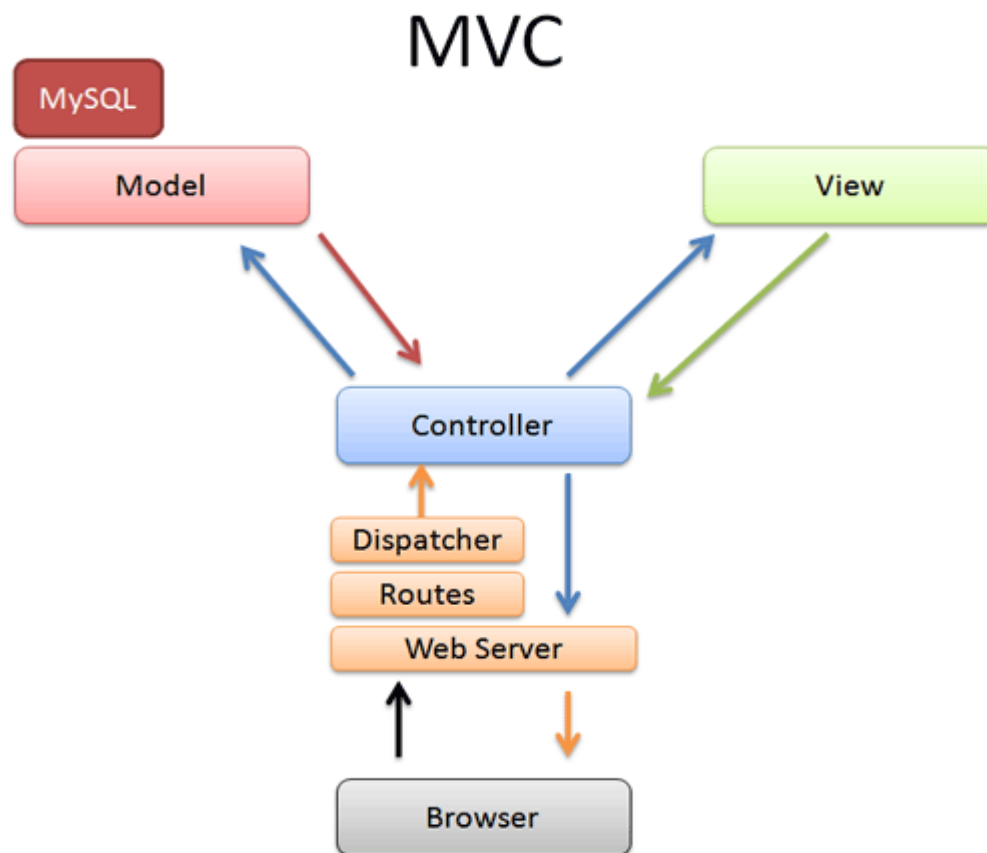 MVC
MySQL
Model
View
Controller
Dispatcher
Routes
Web Server
Browser